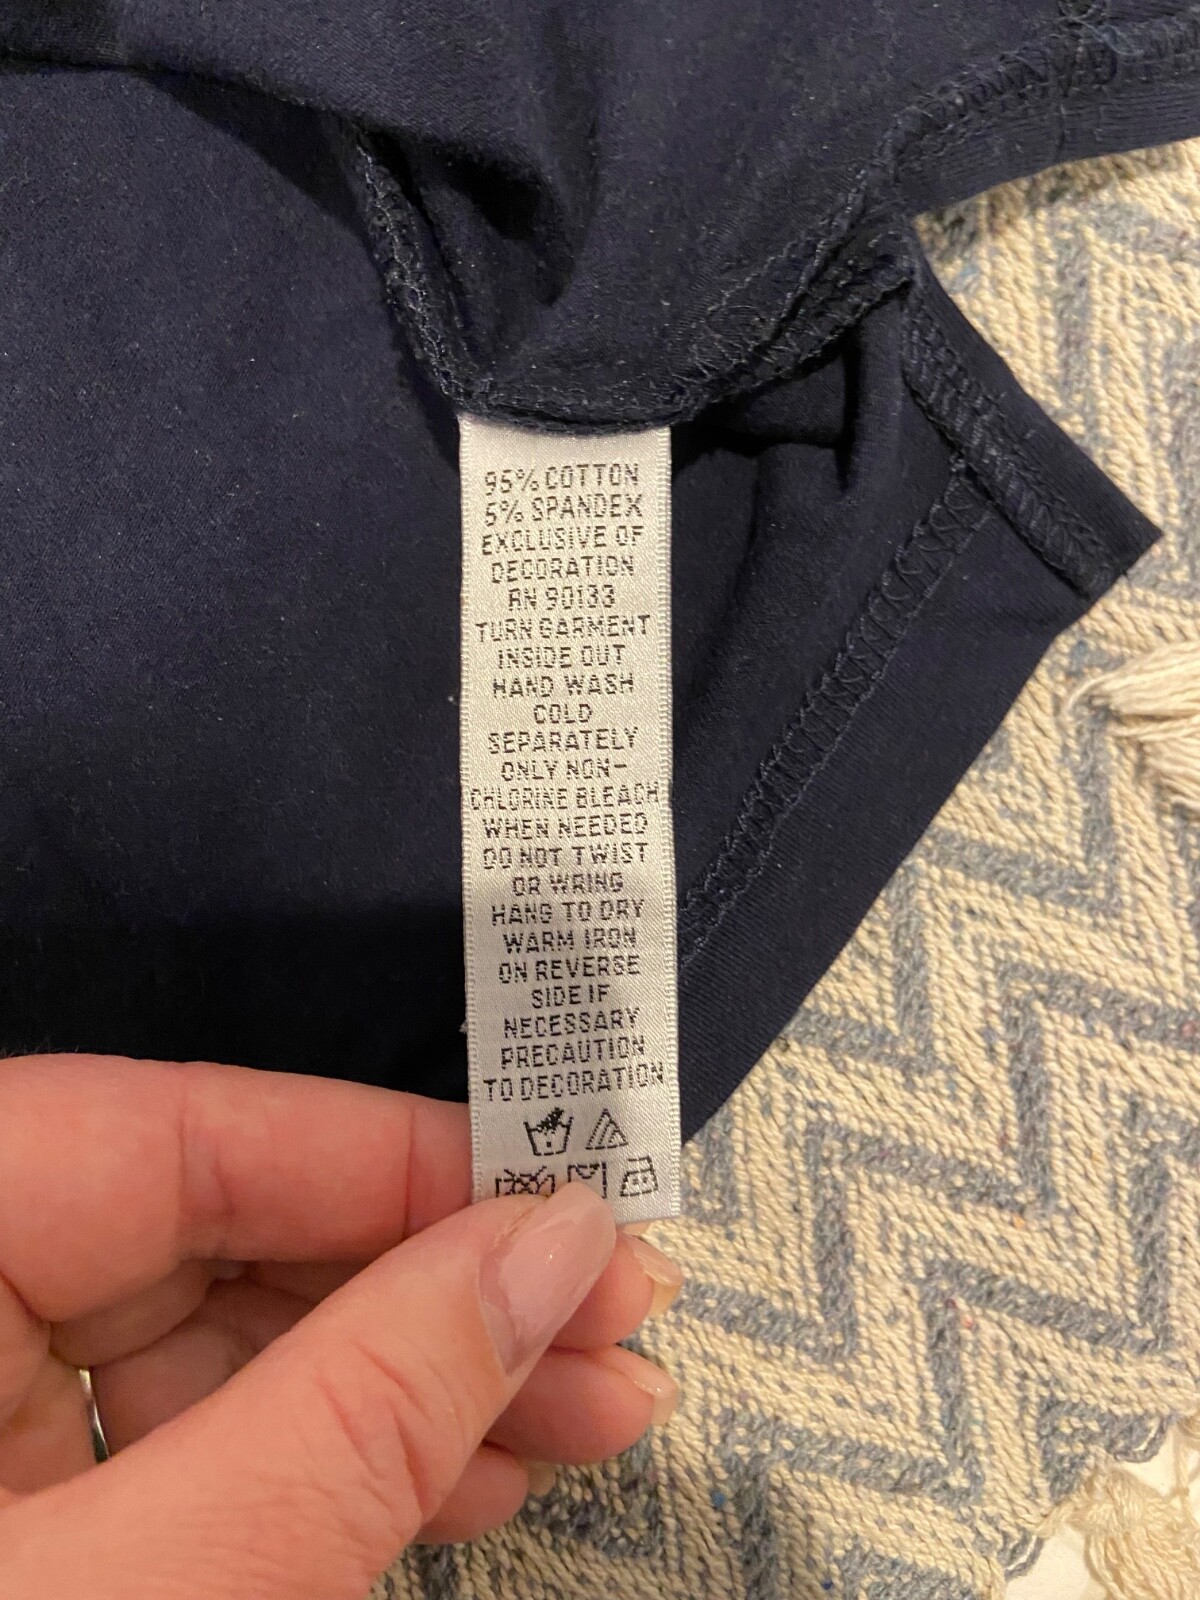 95% COTTON
5% SPANDEX
EXCLUSIVE OF
DECORATION
RN 90133
TURN GARMENT
INSIDE OUT
HAND WASH
COLD
SEPARATELY
ONLY NON-
CHLORINE BLEACH
WHEN NEEDED
DO NOT TWIST
OR WRING
HANG TO DRY
WARM IRON
ON REVERSE
SIDE IF
NECESSARY
PRECAUTION
TO DECORATION